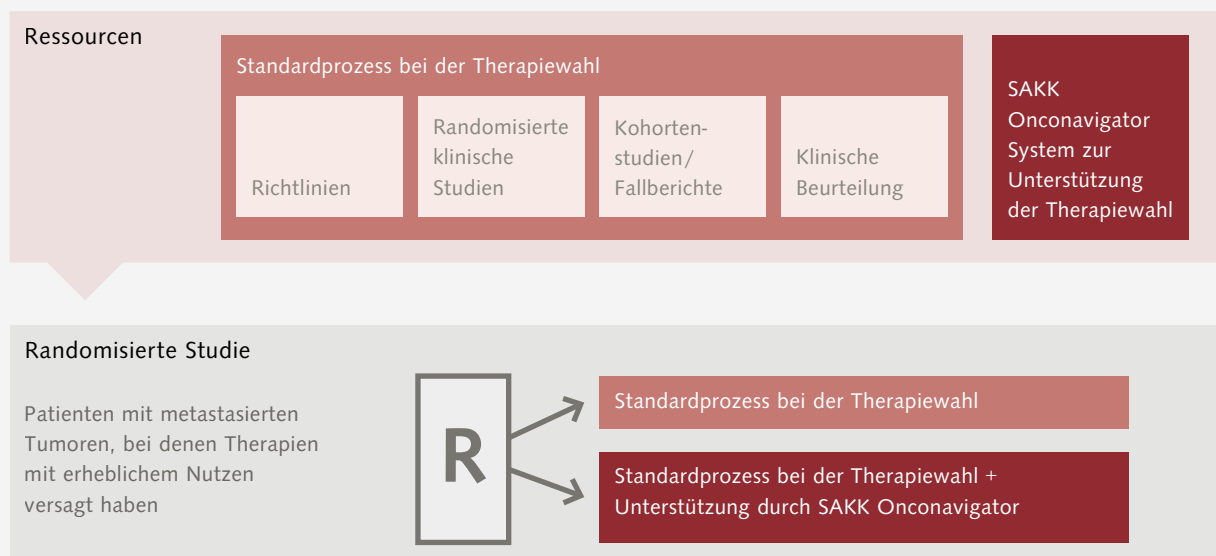 Ressourcen
Standardprozess bei der Therapiewahl
Richtlinien
Randomisierte
klinische
Studien
Kohorten-
studien/
Fallberichte
Klinische
Beurteilung
SAKK
Onconavigator
System zur
Unterstützung
der Therapiewahl
Randomisierte Studie
Patienten mit metastasierten
Tumoren, bei denen Therapien
mit erheblichem Nutzen
versagt haben
R
Standardprozess bei der Therapiewahl
Standardprozess bei der Therapiewahl +
Unterstützung durch SAKK Onconavigator